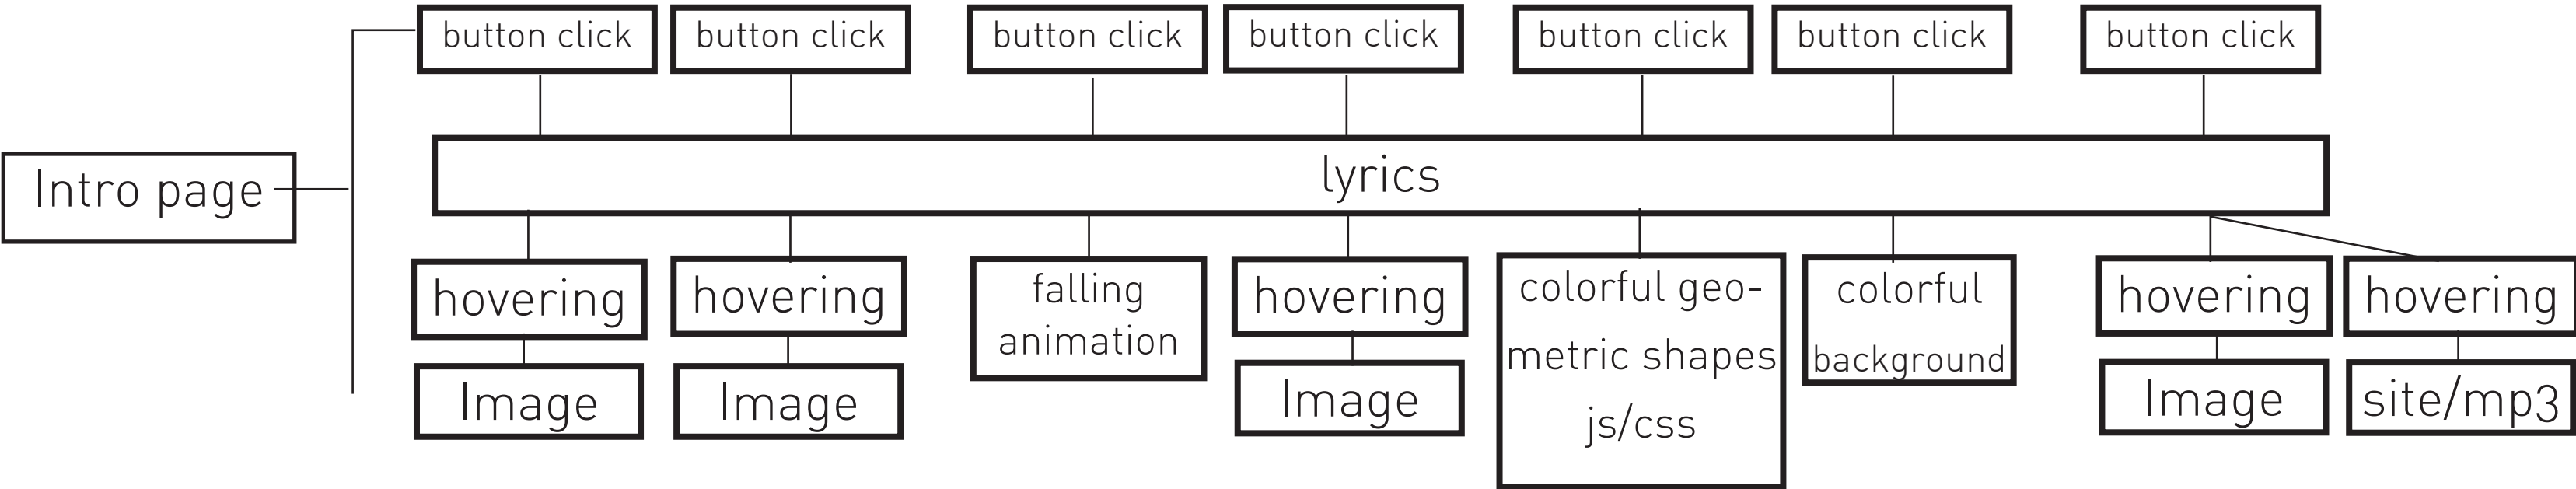 button click
button click
button click
button click
button click
button click
button click
Intro page
lyrics
hovering
Image
hovering
Image
falling
animation
hovering
Image
colorful geo-
metric shapes
js/css
colorful
background
hovering
Image
hovering
site/mp3